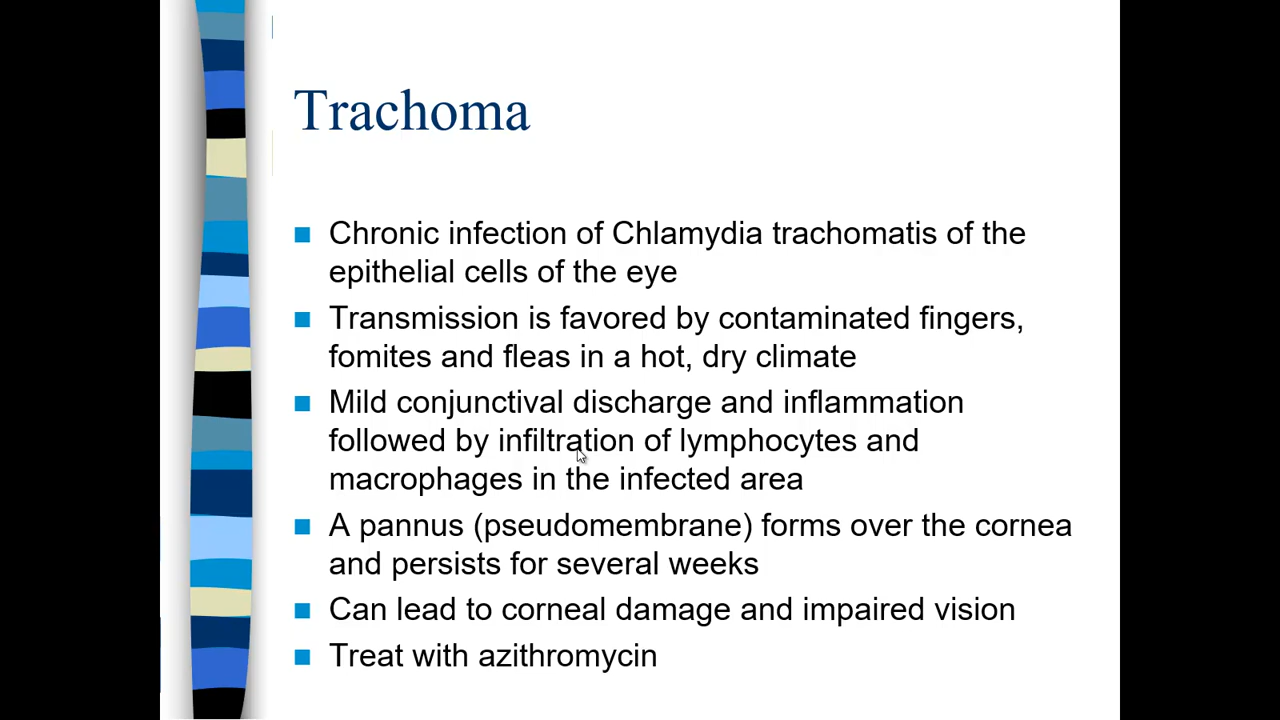 Trachoma
Chronic infection of Chlamydia trachomatis of the
epithelial cells of the eye
Transmission is favored by contaminated fingers,
fomites and fleas in a hot, dry climate
Mild conjunctival discharge and inflammation
followed by infiltration of lymphocytes and
macrophages in the infected area
A pannus (pseudomembrane) forms over the cornea
and persists for several weeks
Can lead to corneal damage and impaired vision
Treat with azithromycin